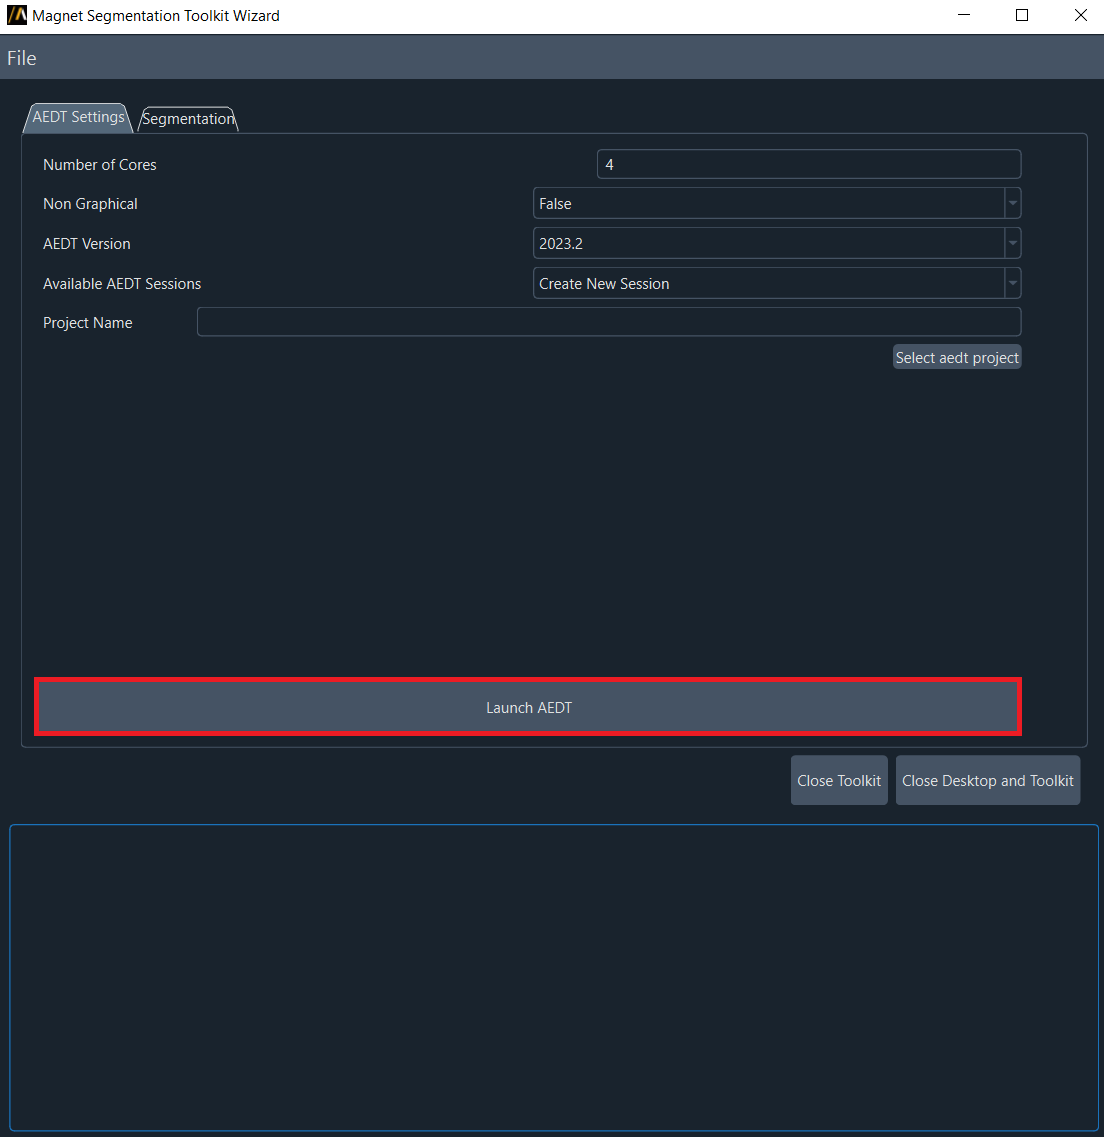 Magnet Segmentation Toolkit Wizard
File
AEDT Settings
Segmentation
Number of Cores
4
Non Graphical
False
AEDT Version
2023.2
Available AEDT Sessions
Create New Session
Project Name
Select aedt project
Launch AEDT
Close Toolkit
Close Desktop and Toolkit